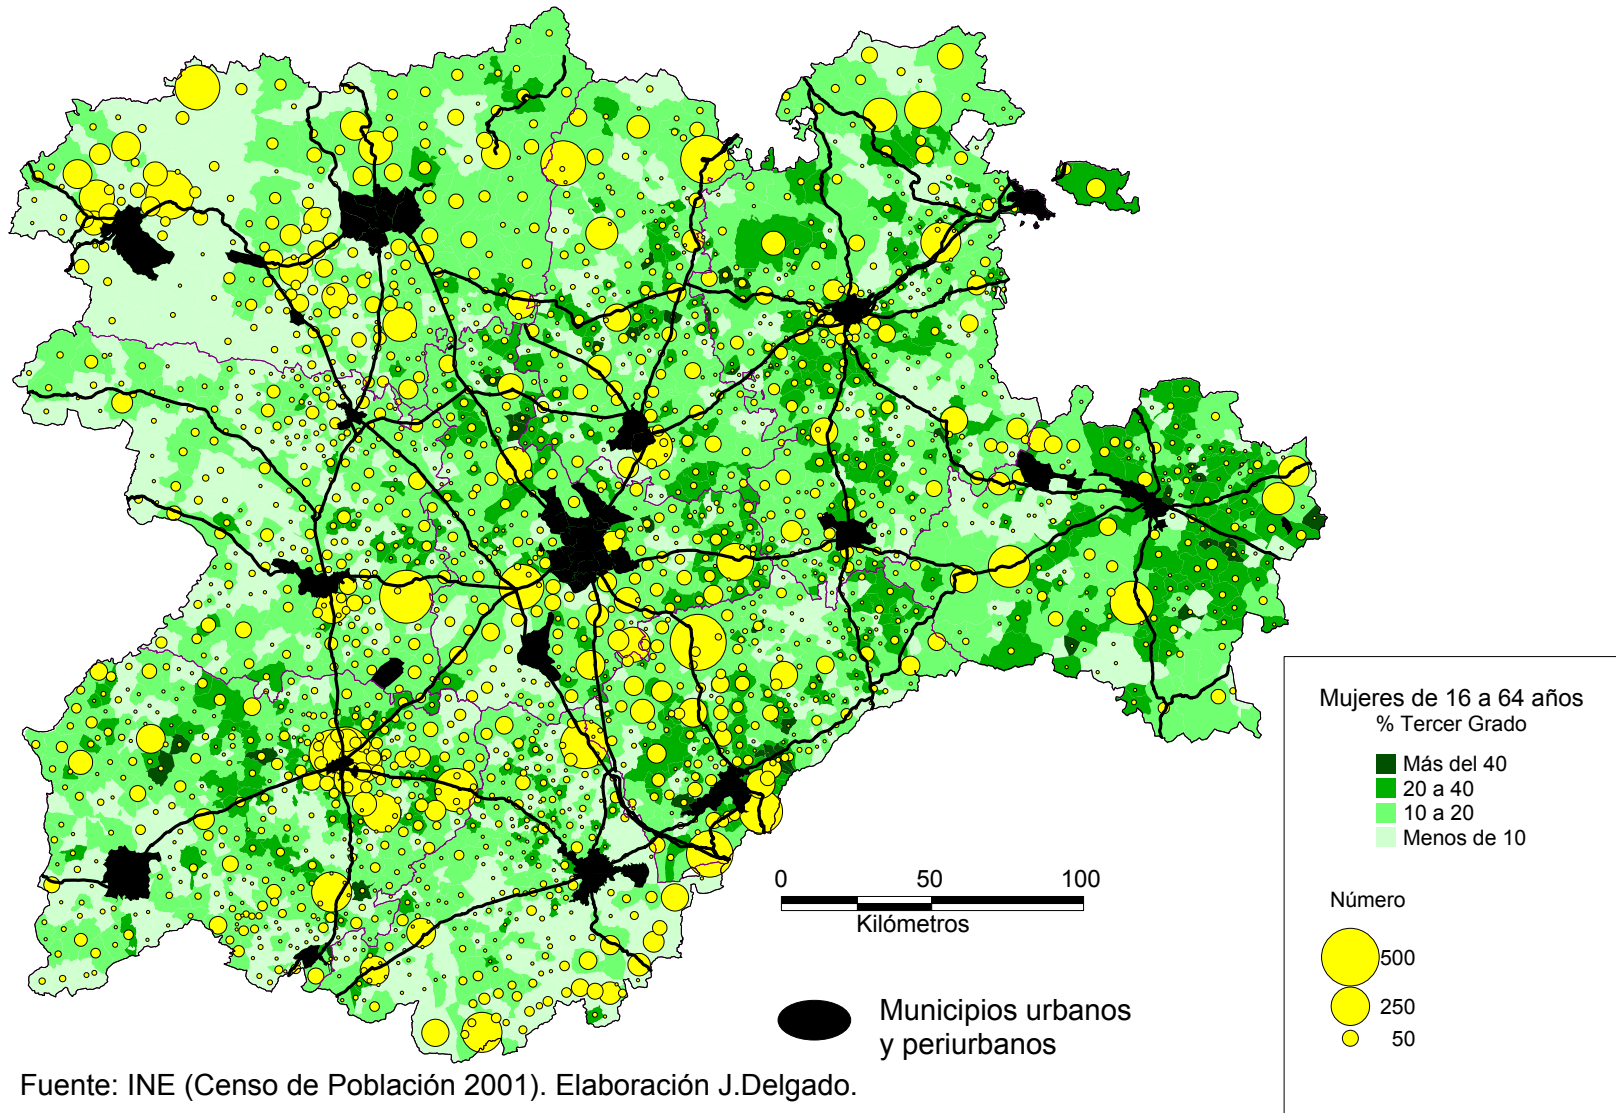 Mujeres de 16 a 64 años
% Tercer Grado
Más del 40
20 a 40
10 a 20
Menos de 10
Número
500
250
50
0 50 100
Kilómetros
Municipios urbanos
y periurbanos
Fuente: INE (Censo de Población 2001). Elaboración J.Delgado.